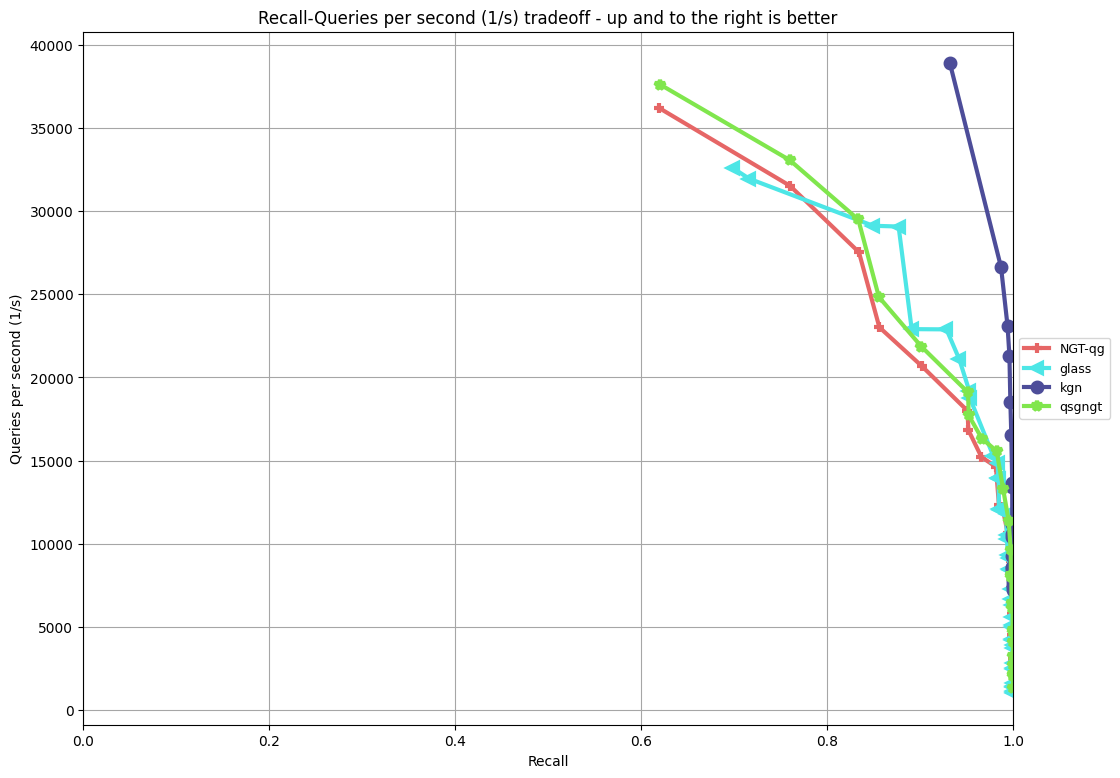 Recall-Queries per second (1/s) tradeoff - up and to the right is better
Queries per second (1/s)
40000
35000
30000
25000
20000
15000
10000
5000
0
0.0 0.2 0.4 0.6 0.8 1.0
Recall
NGT-qg
glass
kgn
qsgngt